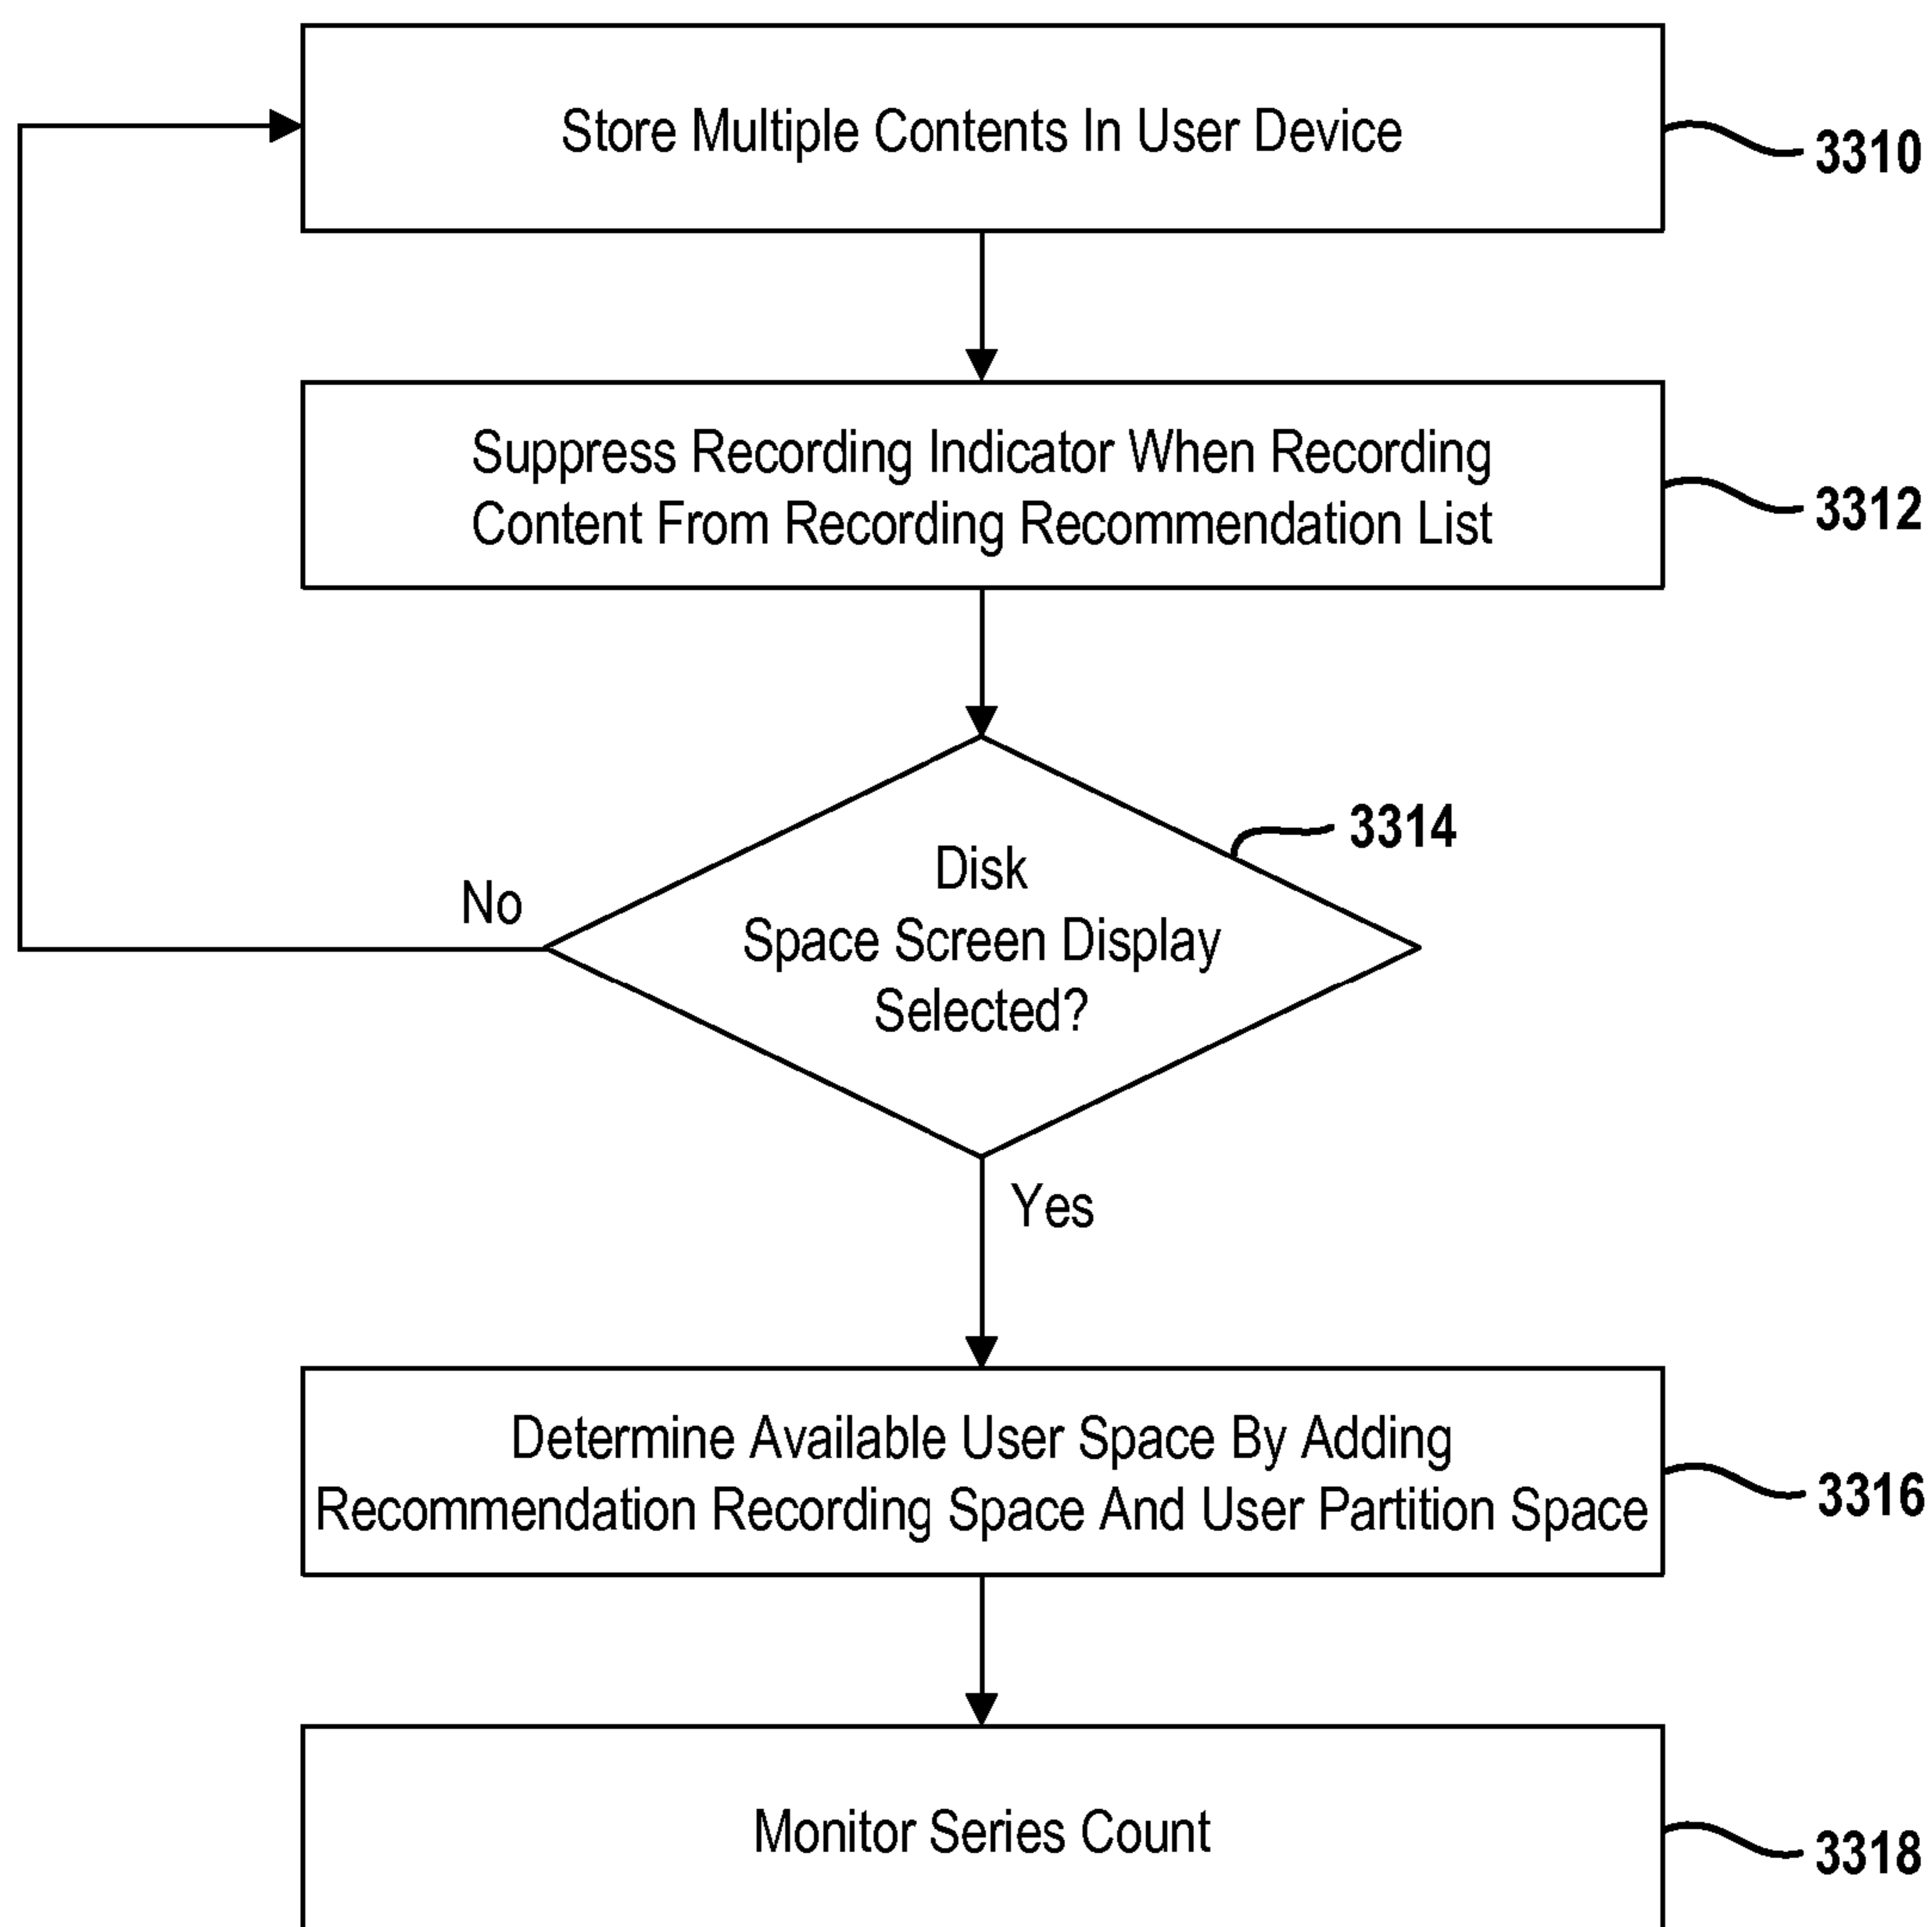 Store Multiple Contents In User Device
3310
Suppress Recording Indicator When Recording
Content From Recording Recommendation List
3312
3314
Disk
Space Screen Display
Selected?
No
Yes
Determine Available User Space By Adding
Recommendation Recording Space And User Partition Space
3316
Monitor Series Count
3318